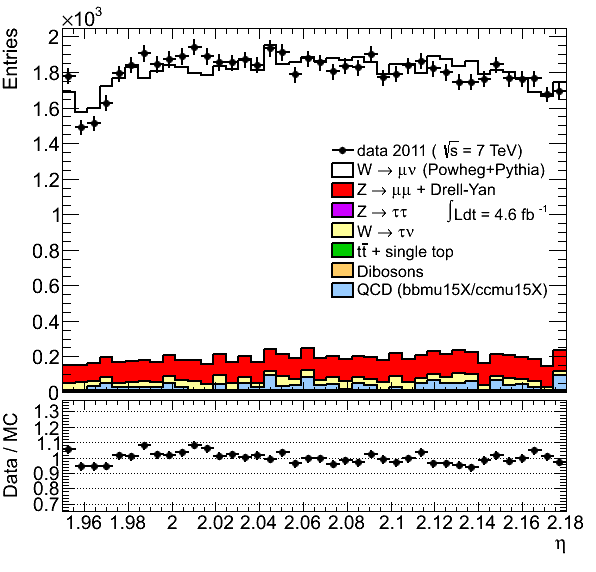 ×10³
Entries
2
1.8
1.6
1.4
1.2
1
0.8
0.6
0.4
0.2
0
data 2011 ( √s = 7 TeV)
W → μν (Powheg+Pythia)
Z → μμ + Drell-Yan
Z → ττ
∫Ldt = 4.6 fb⁻¹
W → τν
tt̅ + single top
Dibosons
QCD (bbmu15X/ccmu15X)
Data / MC
1.3
1.2
1.1
1
0.9
0.8
0.7
1.96 1.98 2 2.02 2.04 2.06 2.08 2.1 2.12 2.14 2.16 2.18
η